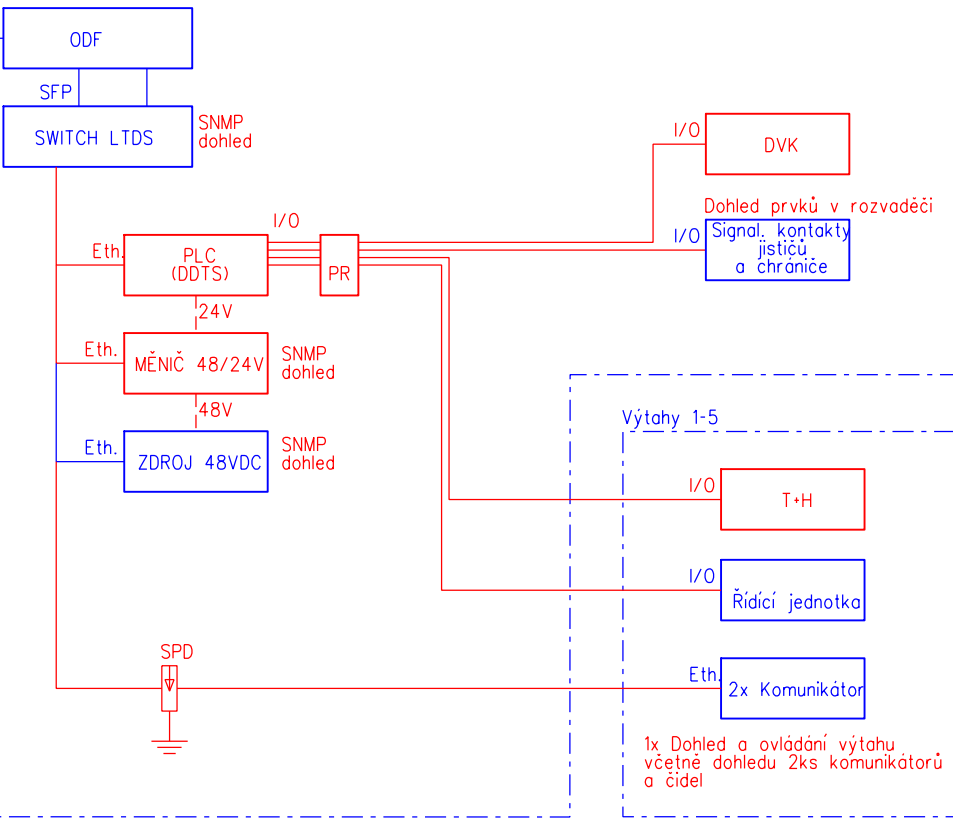 ODF
SFP
SWITCH LTDS
SNMP
dohled
I/O
DVK
Dohled prvků v rozvaděči
I/O
Signal. kontakty
jističů
a chrániče
I/O
Eth.
PLC
(DDTS)
PR
24V
Eth.
MĚNIČ 48/24V
SNMP
dohled
48V
Eth.
ZDROJ 48VDC
SNMP
dohled
Výtahy 1-5
I/O
T+H
I/O
Řídící jednotka
SPD
Eth.
2x Komunikátor
1x Dohled a ovládání výtahu
včetně dohledu 2ks komunikátorů
a čidel